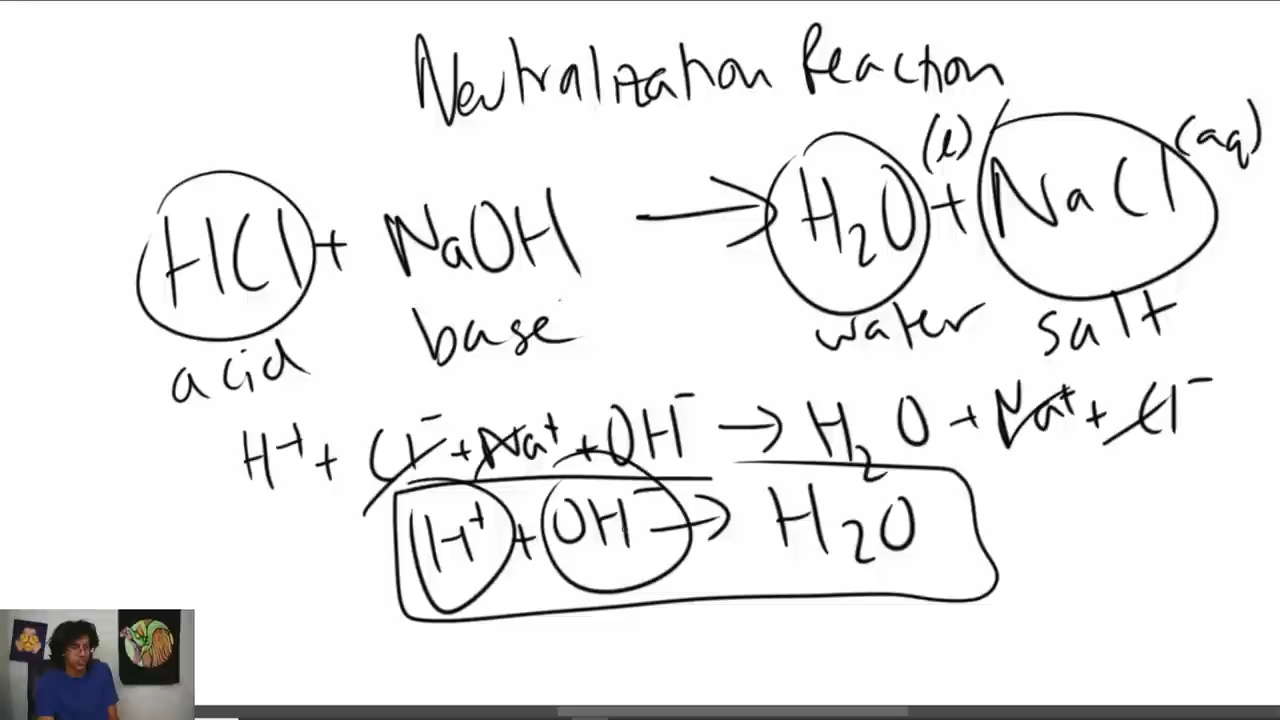 Neutralization Reaction
HCl + NaOH → H₂O (l) + NaCl (aq)
acid base water salt
H⁺ + Cl⁻ + Na⁺ + OH⁻ → H₂O + Na⁺ + Cl⁻
H⁺ + OH⁻ → H₂O